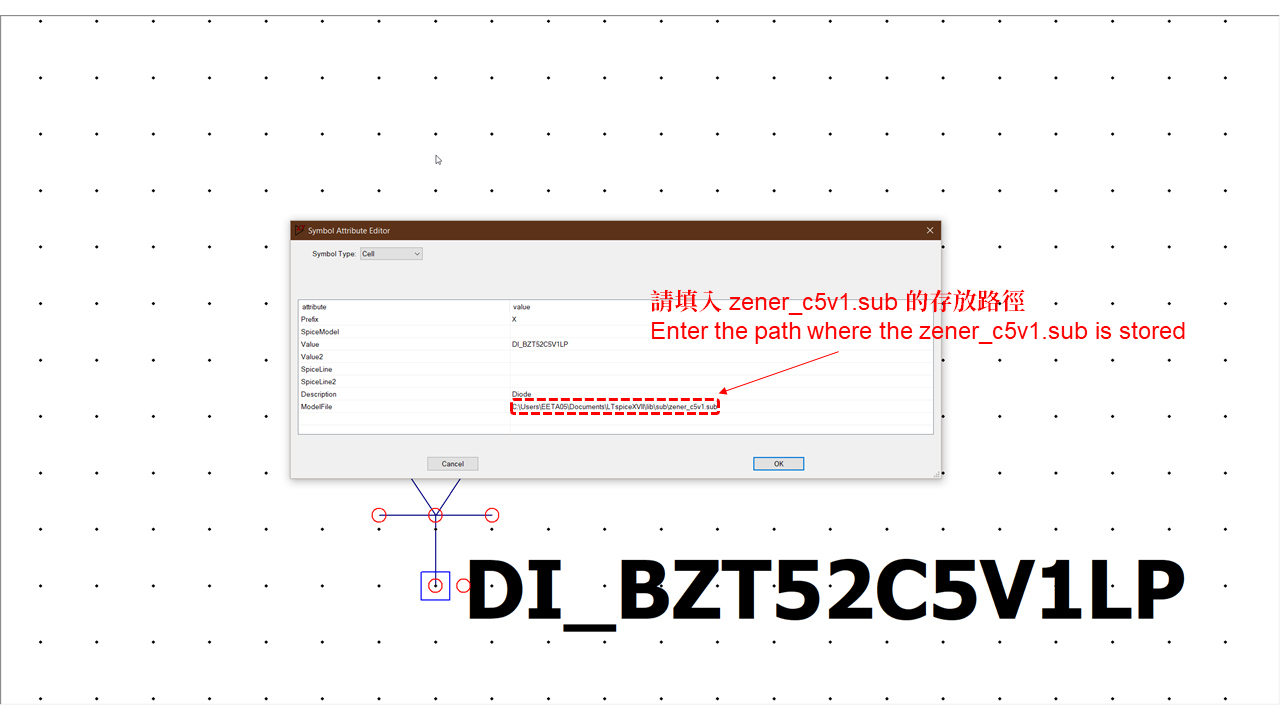 Symbol Attribute Editor
Symbol Type: Cell
attribute value
Prefix X
SpiceModel
Value DI_BZT52C5V1LP
Value2
SpiceLine
SpiceLine2
Description Diode
ModelFile C:\Users\EETA05\Documents\LTspiceXVII\lib\sub\zener_c5v1.sub
請填入 zener_c5v1.sub 的存放路徑
Enter the path where the zener_c5v1.sub is stored
Cancel OK
DI_BZT52C5V1LP